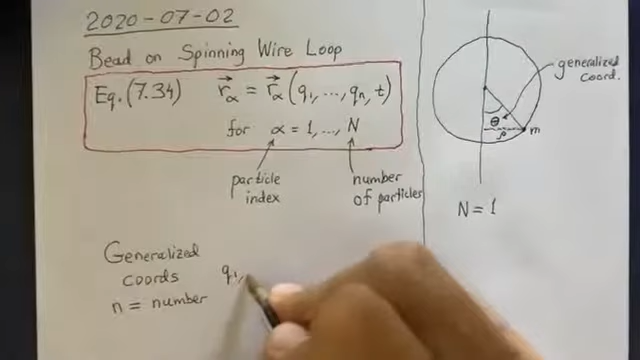 2020-07-02
Bead on Spinning Wire Loop
Eq.(7.34) r⃗α = r⃗α(q1,...,qn,t)
for α = 1,...,N
particle index
number of particles
generalized coord.
θ
ρ
m
N = 1
Generalized
coords q1,
n = number